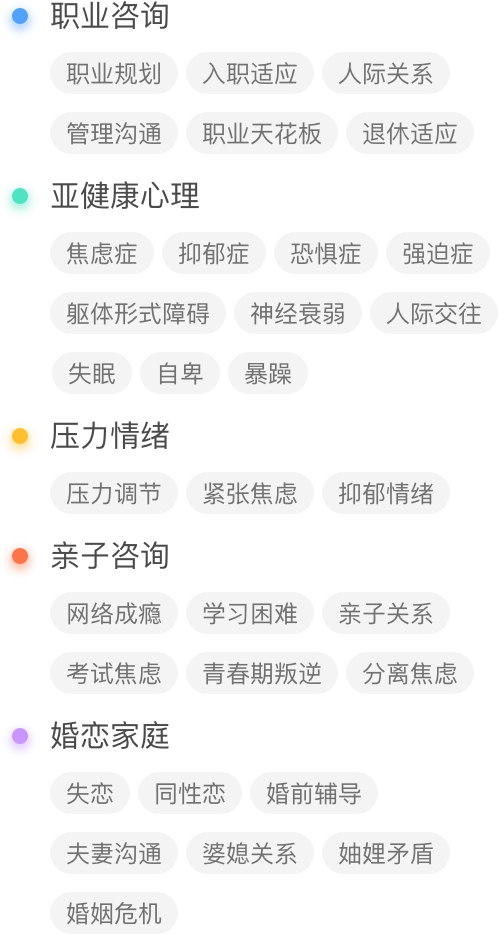 职业咨询
职业规划 入职适应 人际关系
管理沟通 职业天花板 退休适应
亚健康心理
焦虑症 抑郁症 恐惧症 强迫症
躯体形式障碍 神经衰弱 人际交往
失眠 自卑 暴躁
压力情绪
压力调节 紧张焦虑 抑郁情绪
亲子咨询
网络成瘾 学习困难 亲子关系
考试焦虑 青春期叛逆 分离焦虑
婚恋家庭
失恋 同性恋 婚前辅导
夫妻沟通 婆媳关系 妯娌矛盾
婚姻危机